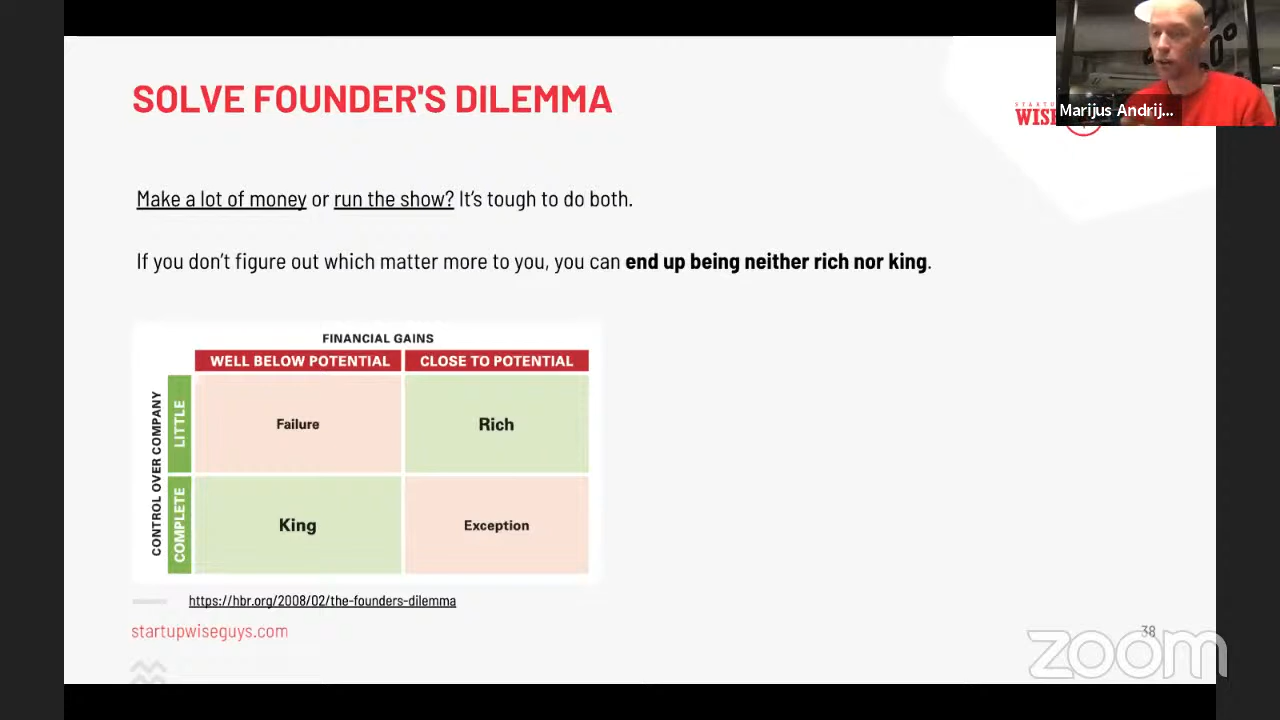 SOLVE FOUNDER'S DILEMMA
WISE
Marijus Andrij...
Make a lot of money or run the show? It's tough to do both.
If you don't figure out which matter more to you, you can end up being neither rich nor king.
FINANCIAL GAINS
WELL BELOW POTENTIAL
CLOSE TO POTENTIAL
CONTROL OVER COMPANY
LITTLE
Failure
Rich
COMPLETE
King
Exception
https://hbr.org/2008/02/the-founders-dilemma
startupwiseguys.com
38
zoom